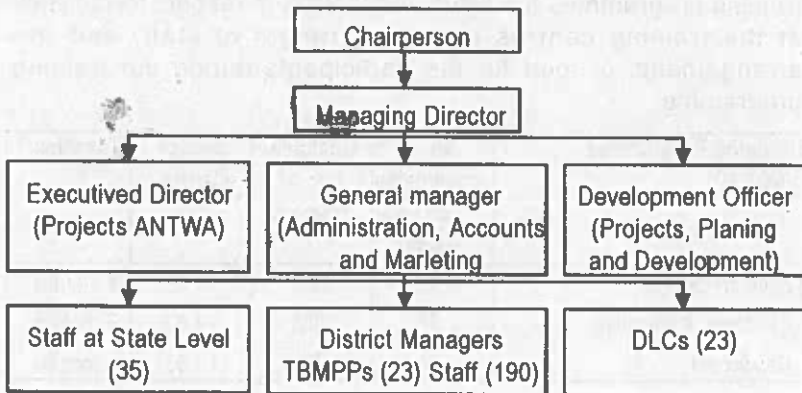 Chairperson
Managing Director
Executived Director
(Projects ANTWA)
General manager
(Administration, Accounts
and Marleting
Development Officer
(Projects, Planing
and Development)
Staff at State Level
(35)
District Managers
TBMPPs (23) Staff (190)
DLCs (23)